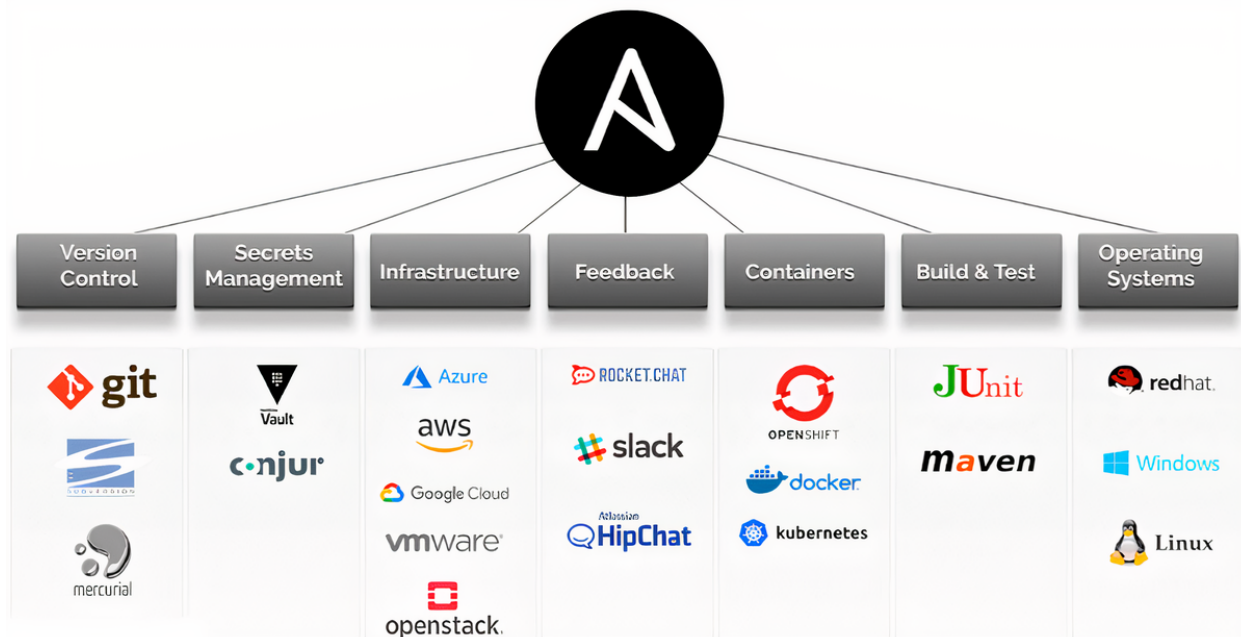 Version
Control
Secrets
Management
Infrastructure
Feedback
Containers
Build & Test
Operating
Systems
git
SUBVERSION
mercurial
Vault
conjur
Azure
aws
Google Cloud
vmware®
openstack.
ROCKET.CHAT
slack
Atlassian
HipChat
OPENSHIFT
docker
kubernetes
JUnit
maven
redhat.
Windows
Linux